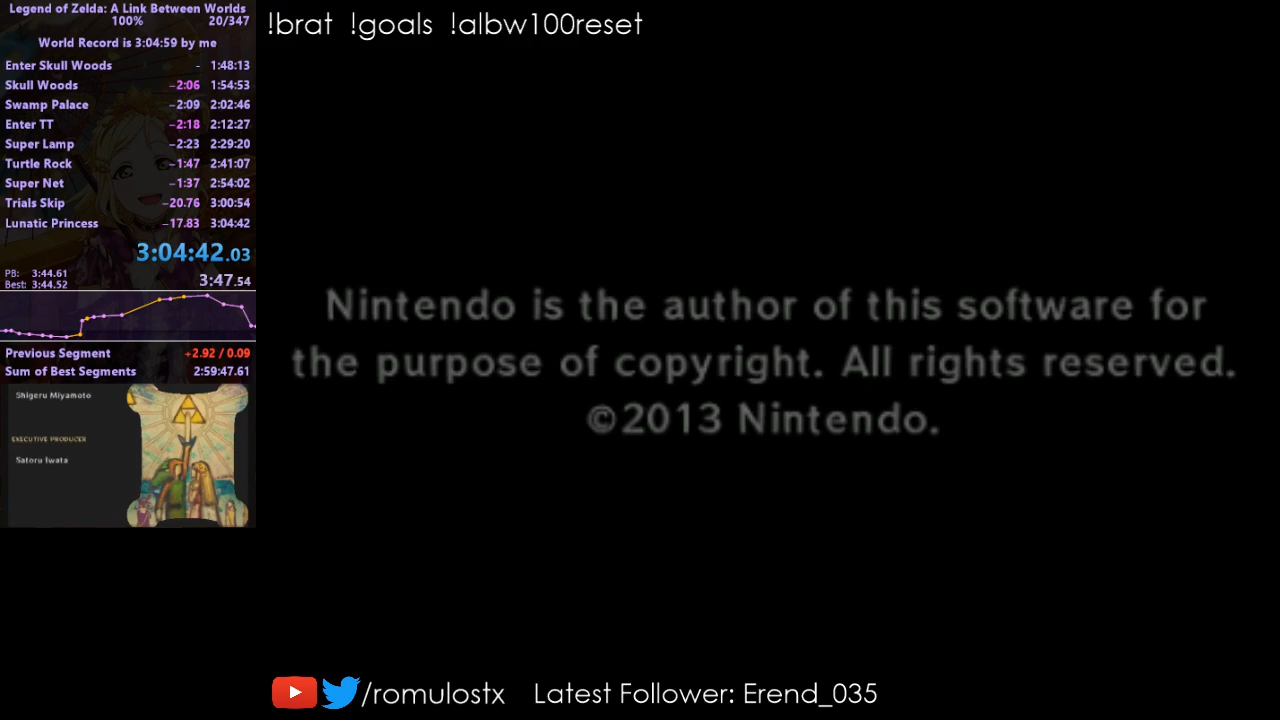 Legend of Zelda: A Link Between Worlds
100% 20/347
World Record is 3:04:59 by me
Enter Skull Woods - 1:48:13
Skull Woods −2:06 1:54:53
Swamp Palace −2:09 2:02:46
Enter TT −2:18 2:12:27
Super Lamp −2:23 2:29:20
Turtle Rock −1:47 2:41:07
Super Net −1:37 2:54:02
Trials Skip −20.76 3:00:54
Lunatic Princess −17.83 3:04:42
3:04:42.03
PB: 3:44.61
Best: 3:44.52
3:47.54
Previous Segment +2.92 / 0.09
Sum of Best Segments 2:59:47.61
Shigeru Miyamoto
EXECUTIVE PRODUCER
Satoru Iwata
!brat !goals !albw100reset
Nintendo is the author of this software for
the purpose of copyright. All rights reserved.
©2013 Nintendo.
/romulostx Latest Follower: Erend_035